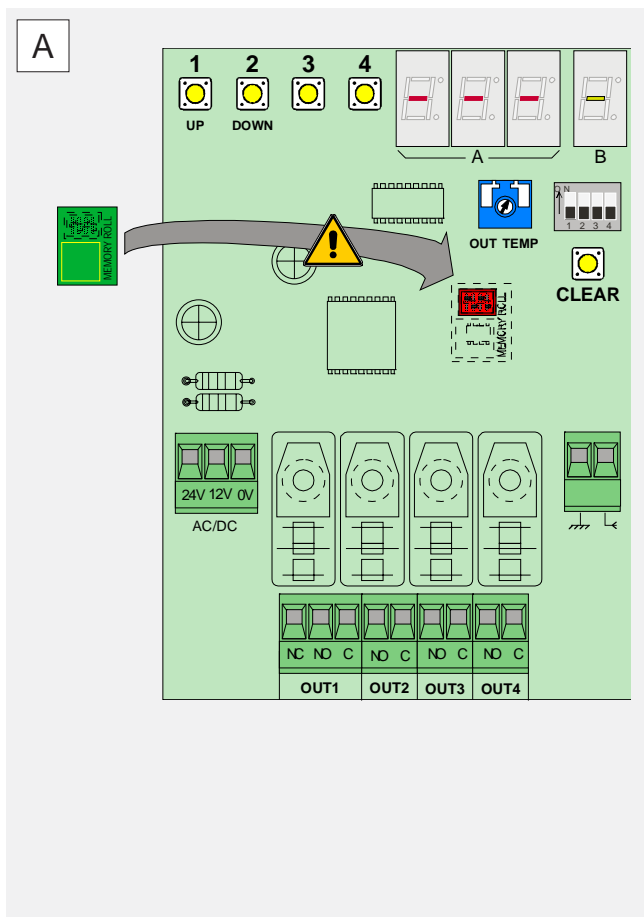 A
1 2 3 4
UP DOWN
A B
MEMORY ROLL
ON
1 2 3 4
OUT TEMP
CLEAR
MEMORY ROLL
24V 12V 0V
AC/DC
NC NO C NO C NO C NO C
OUT1 OUT2 OUT3 OUT4